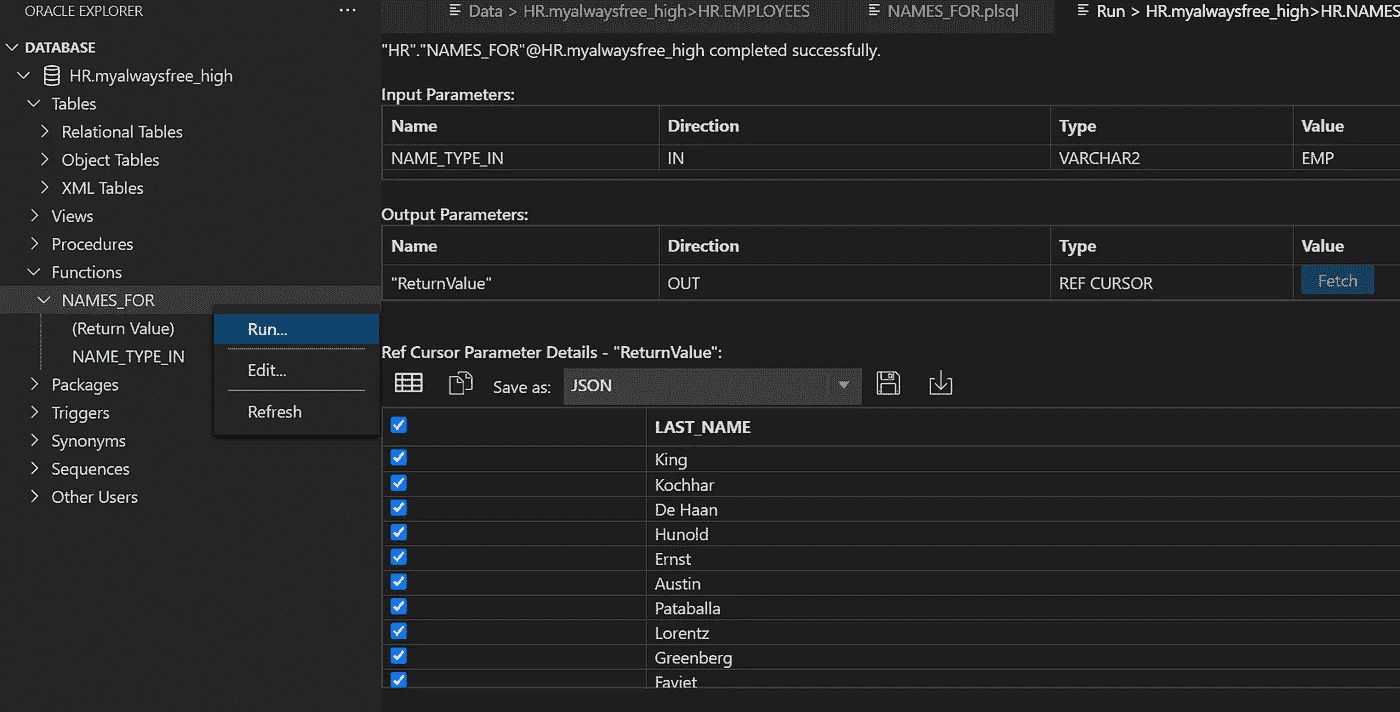 ORACLE EXPLORER ...
DATABASE
HR.myalwaysfree_high
Tables
Relational Tables
Object Tables
XML Tables
Views
Procedures
Functions
NAMES_FOR
(Return Value)
NAME_TYPE_IN
Packages
Triggers
Synonyms
Sequences
Other Users
Run...
Edit...
Refresh
Data > HR.myalwaysfree_high>HR.EMPLOYEES NAMES_FOR.plsql Run > HR.myalwaysfree_high>HR.NAMES
"HR"."NAMES_FOR"@HR.myalwaysfree_high completed successfully.
Input Parameters:
Name Direction Type Value
NAME_TYPE_IN IN VARCHAR2 EMP
Output Parameters:
Name Direction Type Value
"ReturnValue" OUT REF CURSOR Fetch
Ref Cursor Parameter Details - "ReturnValue":
Save as: JSON
LAST_NAME
King
Kochhar
De Haan
Hunold
Ernst
Austin
Pataballa
Lorentz
Greenberg
Faviet